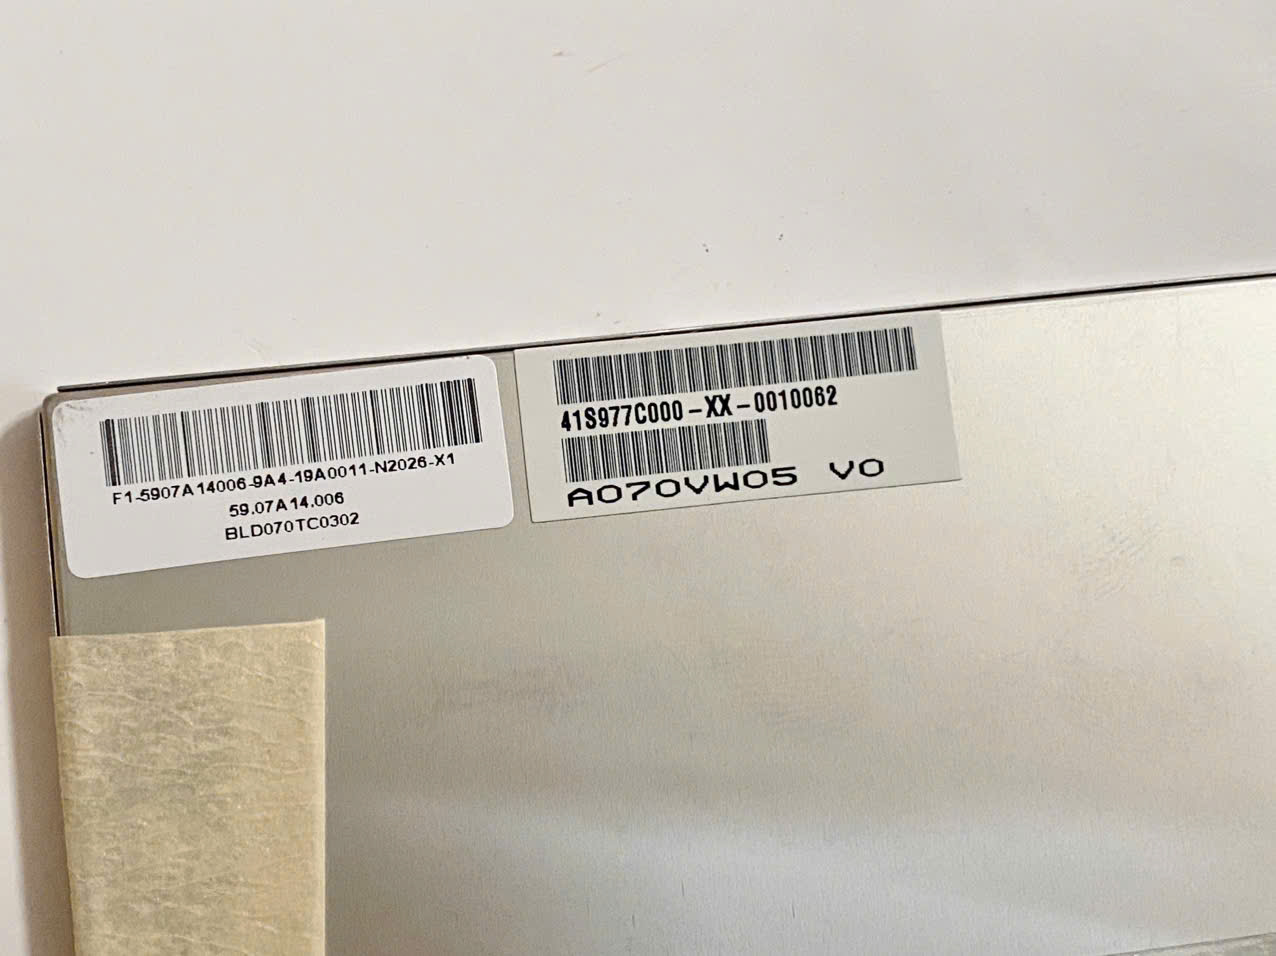 F1-5907A14006-9A4-19A0011-N2026-X1
59.07A14.006
BLD070TC0302
41S977C000-XX-0010062
A070VW05 V0